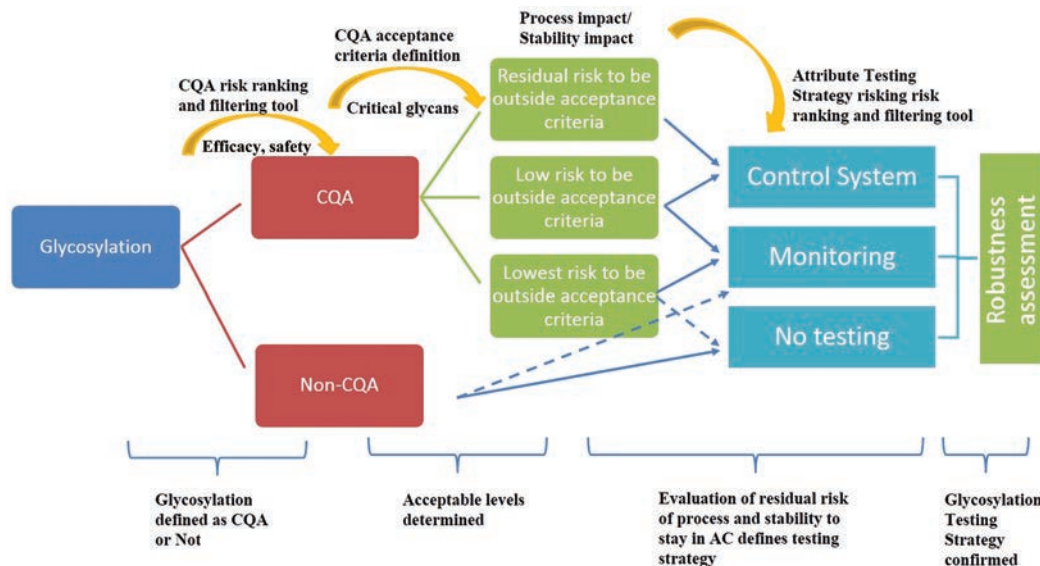 Process impact/
Stability impact
CQA acceptance
criteria definition
CQA risk ranking
and filtering tool
Critical glycans
Efficacy, safety
Attribute Testing
Strategy risking risk
ranking and filtering tool
Glycosylation
CQA
Non-CQA
Residual risk to be
outside acceptance
criteria
Low risk to be
outside acceptance
criteria
Lowest risk to be
outside acceptance
criteria
Control System
Monitoring
No testing
Robustness
assessment
Glycosylation
defined as CQA
or Not
Acceptable levels
determined
Evaluation of residual risk
of process and stability to
stay in AC defines testing
strategy
Glycosylation
Testing
Strategy
confirmed